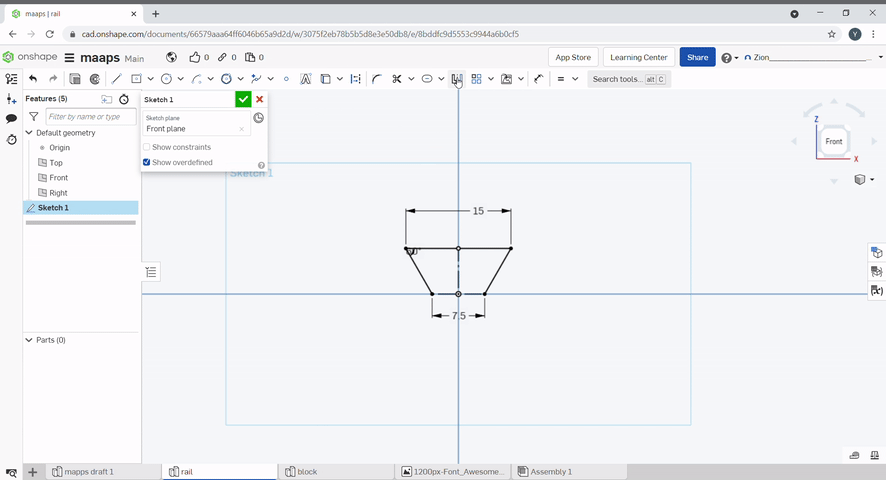 maaps | rail
cad.onshape.com/documents/66579aaa64ff6046b65a9d2d/w/3075f2eb78b5b5d8e3e50db8/e/8bddfc9d5553c9944a6b0cf5
Y
onshape maaps Main 0 0 0 App Store Learning Center Share Zion
Search tools... alt C
Features (5)
Filter by name or type
Default geometry
Origin
Top
Front
Right
Sketch 1
Parts (0)
Sketch 1
Sketch plane
Front plane
Show constraints
Show overdefined
Sketch 1
15
7.5
Z
Front
X
mapps draft 1 rail block 1200px-Font_Awesome... Assembly 1